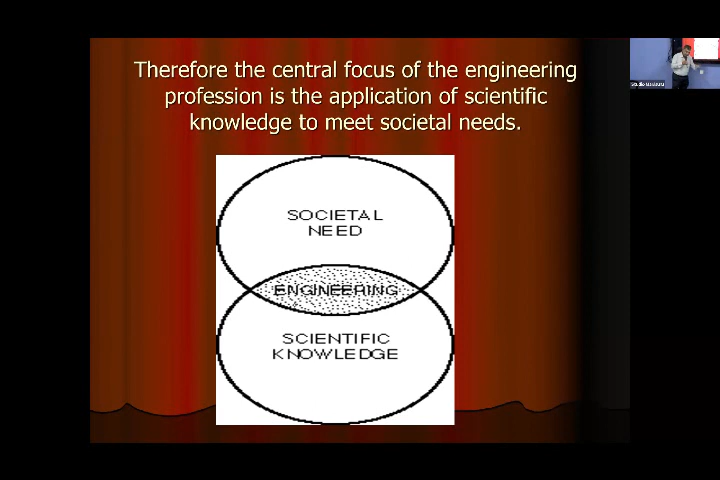 Therefore the central focus of the engineering
profession is the application of scientific
knowledge to meet societal needs.
SOCIETAL
NEED
ENGINEERING
SCIENTIFIC
KNOWLEDGE